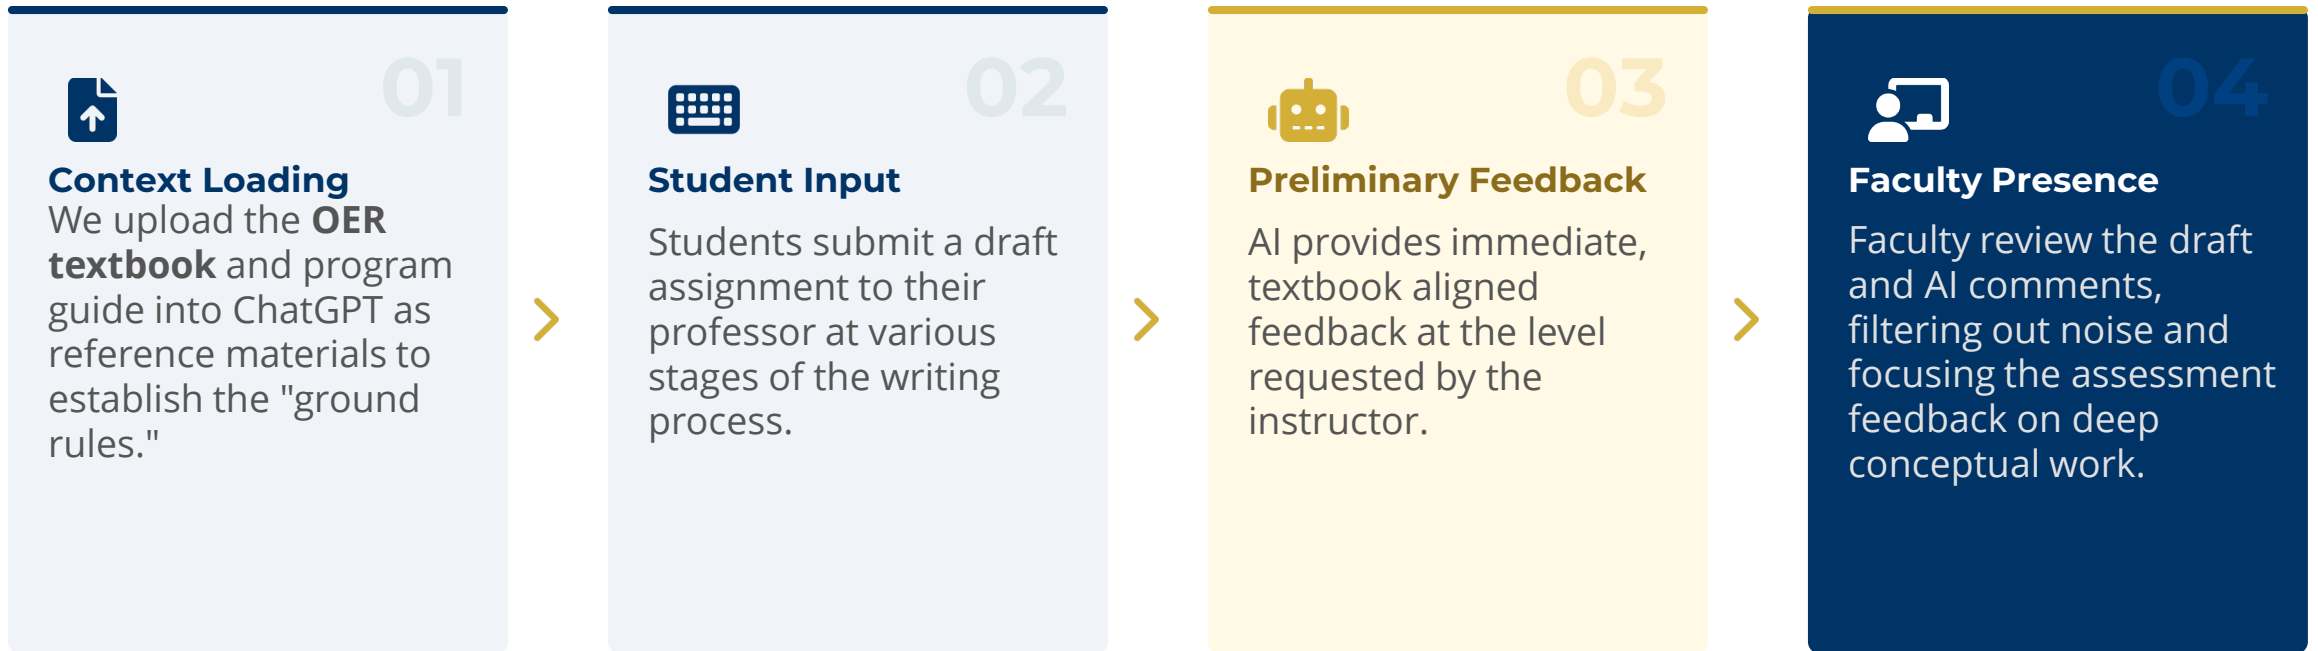 01
Context Loading
We upload the OER
textbook and program
guide into ChatGPT as
reference materials to
establish the "ground
rules."
02
Student Input
Students submit a draft
assignment to their
professor at various
stages of the writing
process.
03
Preliminary Feedback
AI provides immediate,
textbook aligned
feedback at the level
requested by the
instructor.
04
Faculty Presence
Faculty review the draft
and AI comments,
filtering out noise and
focusing the assessment
feedback on deep
conceptual work.